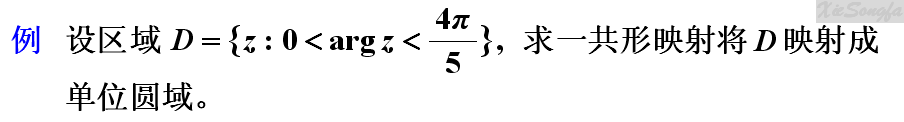 XieSongfa
例 设区域 D = {z : 0 < arg z < 4π/5}, 求一共形映射将 D 映射成
单位圆域。